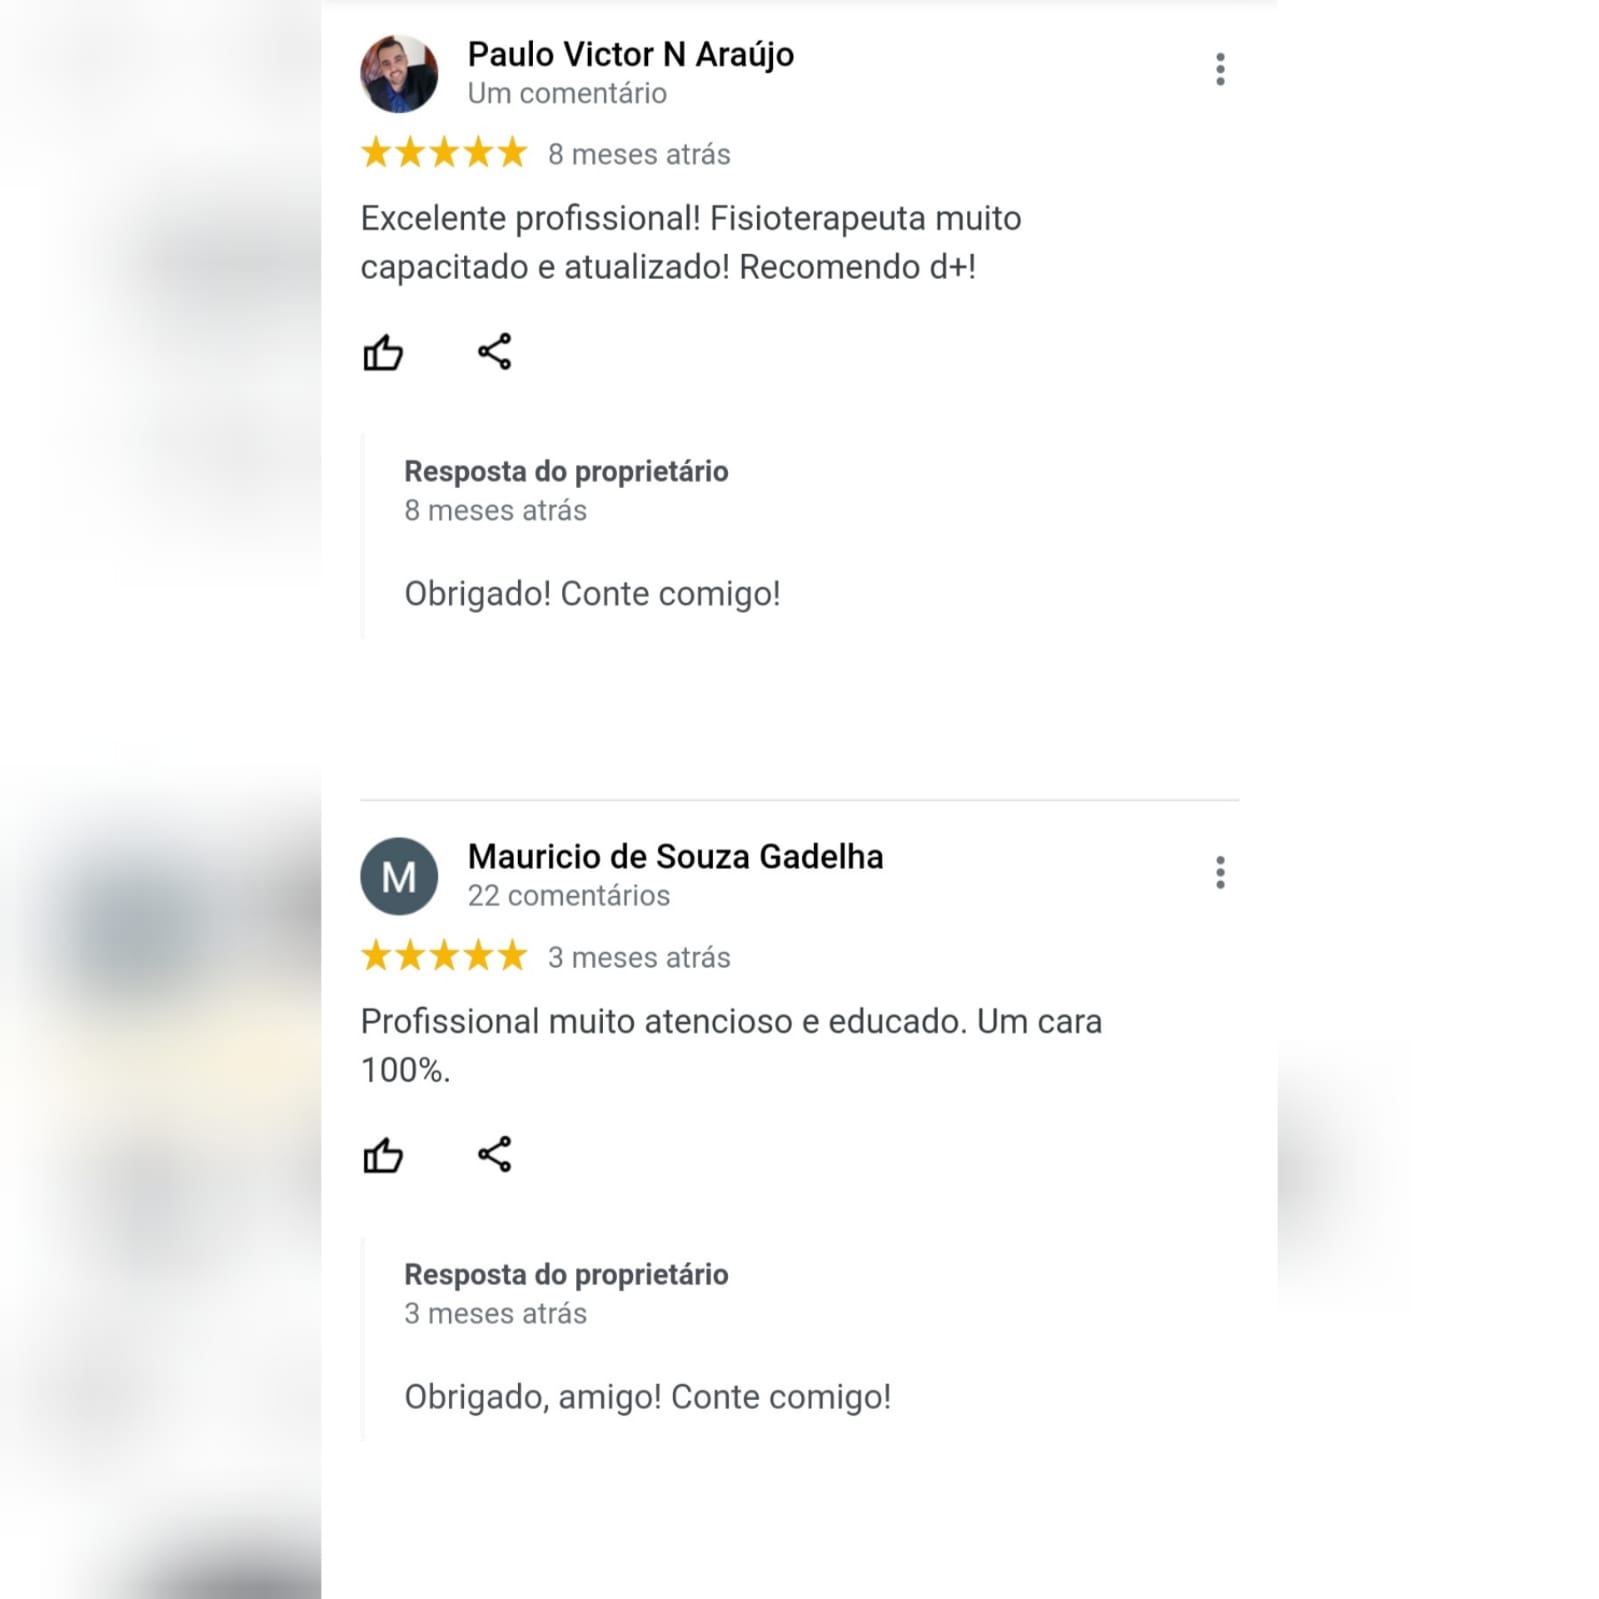 Paulo Victor N Araújo
Um comentário
8 meses atrás
Excelente profissional! Fisioterapeuta muito
capacitado e atualizado! Recomendo d+!
Resposta do proprietário
8 meses atrás
Obrigado! Conte comigo!
M
Mauricio de Souza Gadelha
22 comentários
3 meses atrás
Profissional muito atencioso e educado. Um cara
100%.
Resposta do proprietário
3 meses atrás
Obrigado, amigo! Conte comigo!